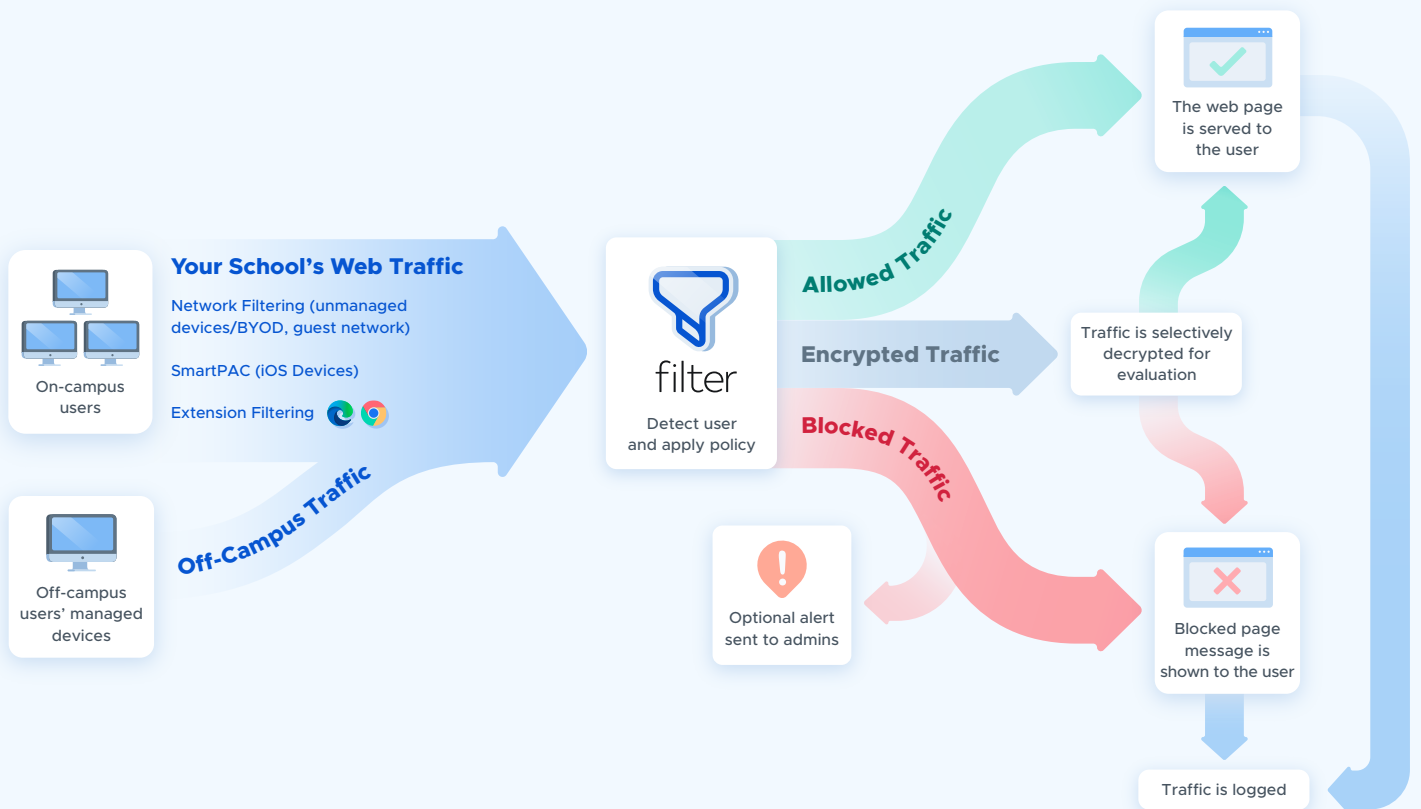 Your School's Web Traffic
Network Filtering (unmanaged
devices/BYOD, guest network)
SmartPAC (iOS Devices)
Extension Filtering
On-campus
users
Off-Campus Traffic
Off-campus
users' managed
devices
filter
Detect user
and apply policy
Allowed Traffic
Encrypted Traffic
Blocked Traffic
Optional alert
sent to admins
The web page
is served to
the user
Traffic is selectively
decrypted for
evaluation
Blocked page
message is
shown to the user
Traffic is logged